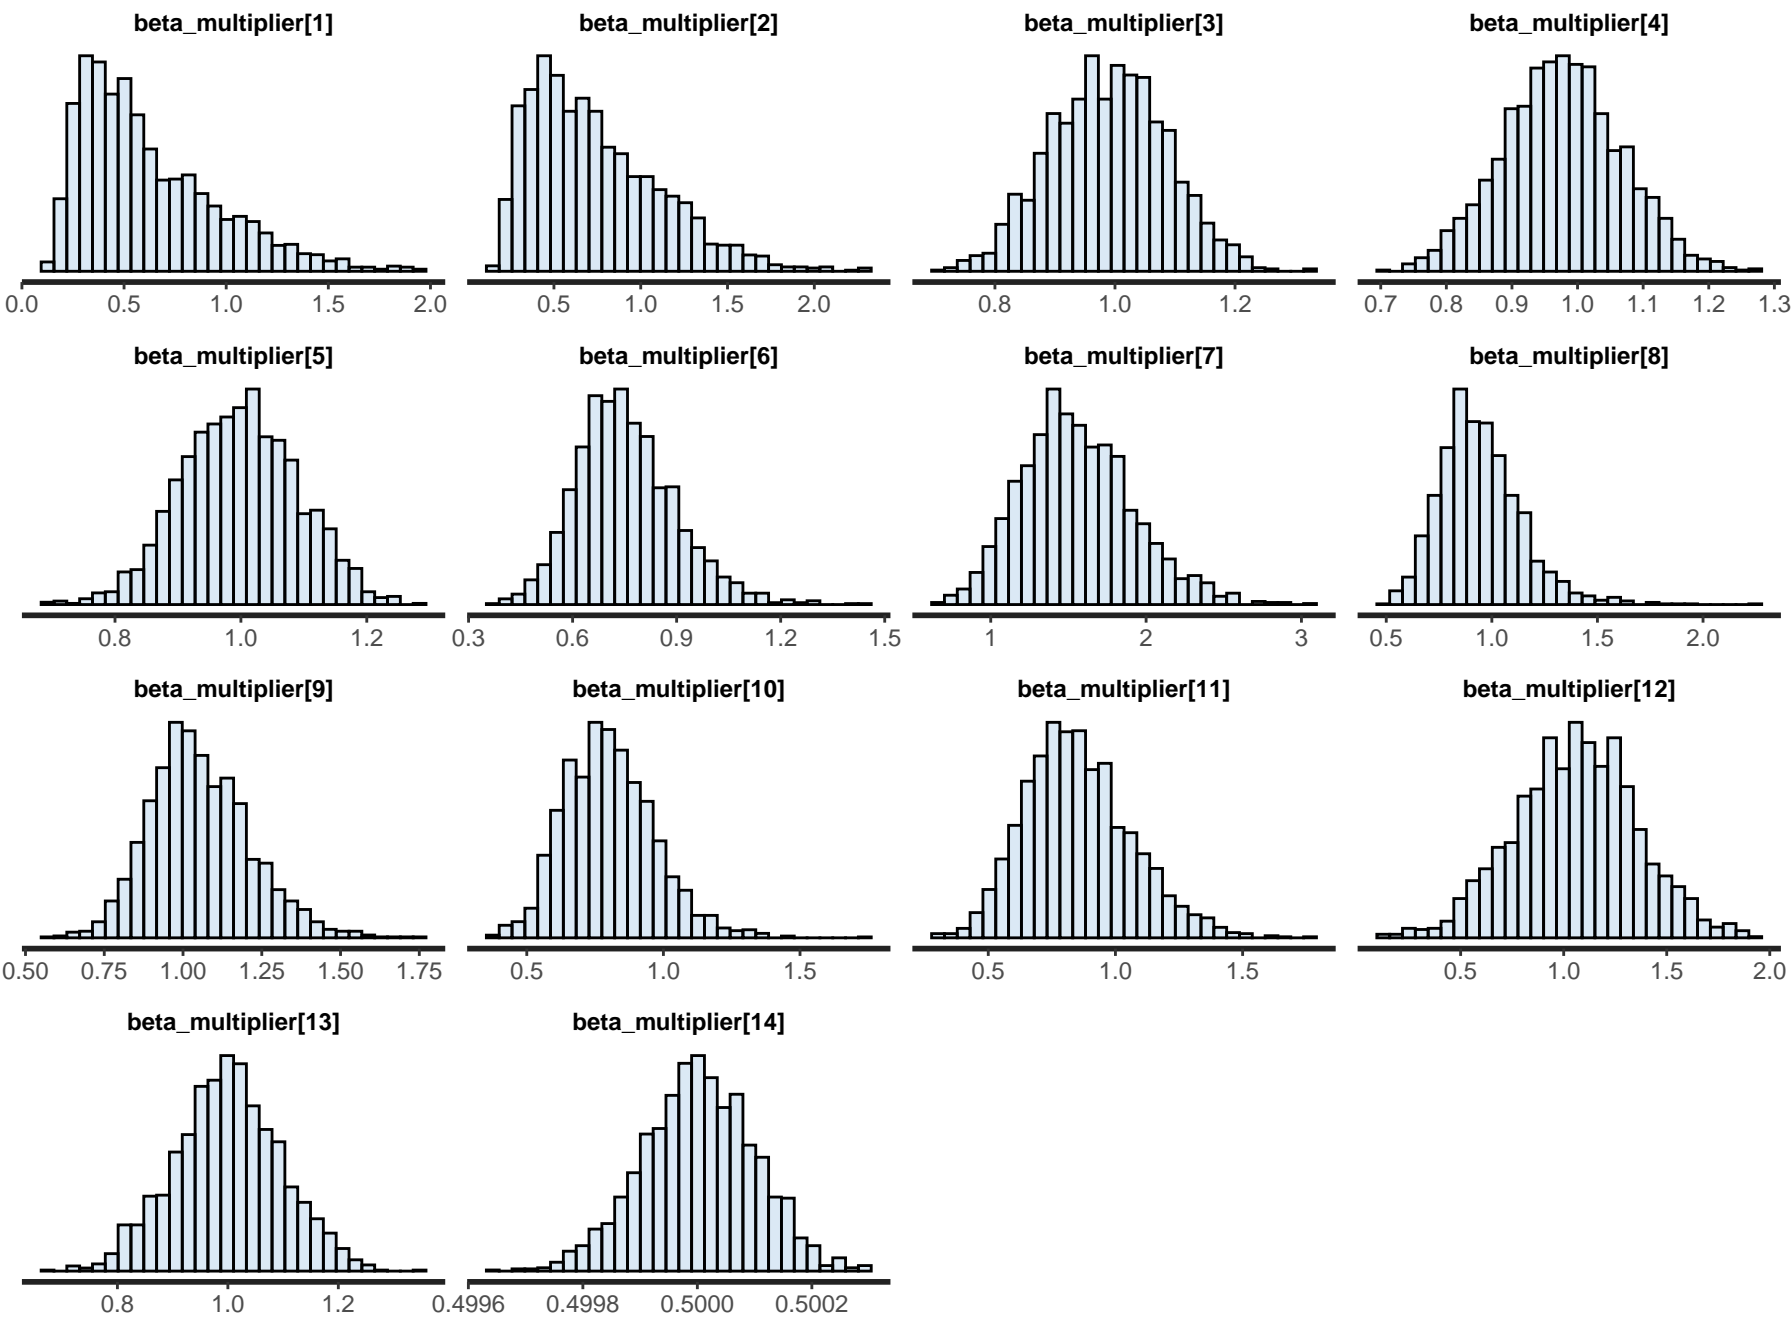 beta_multiplier[1] beta_multiplier[2] beta_multiplier[3] beta_multiplier[4]
0.0 0.5 1.0 1.5 2.0 0.5 1.0 1.5 2.0 0.8 1.0 1.2 0.7 0.8 0.9 1.0 1.1 1.2 1.3
beta_multiplier[5] beta_multiplier[6] beta_multiplier[7] beta_multiplier[8]
0.8 1.0 1.2 0.3 0.6 0.9 1.2 1.5 1 2 3 0.5 1.0 1.5 2.0
beta_multiplier[9] beta_multiplier[10] beta_multiplier[11] beta_multiplier[12]
0.50 0.75 1.00 1.25 1.50 1.75 0.5 1.0 1.5 0.5 1.0 1.5 0.5 1.0 1.5 2.0
beta_multiplier[13] beta_multiplier[14]
0.8 1.0 1.2 0.4996 0.4998 0.5000 0.5002